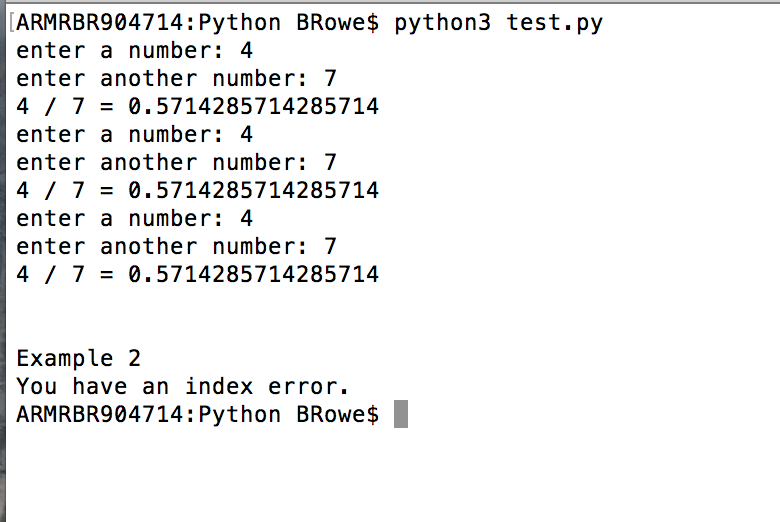 [ARMRBR904714:Python BRowe$ python3 test.py
enter a number: 4
enter another number: 7
4 / 7 = 0.5714285714285714
enter a number: 4
enter another number: 7
4 / 7 = 0.5714285714285714
enter a number: 4
enter another number: 7
4 / 7 = 0.5714285714285714
Example 2
You have an index error.
ARMRBR904714:Python BRowe$